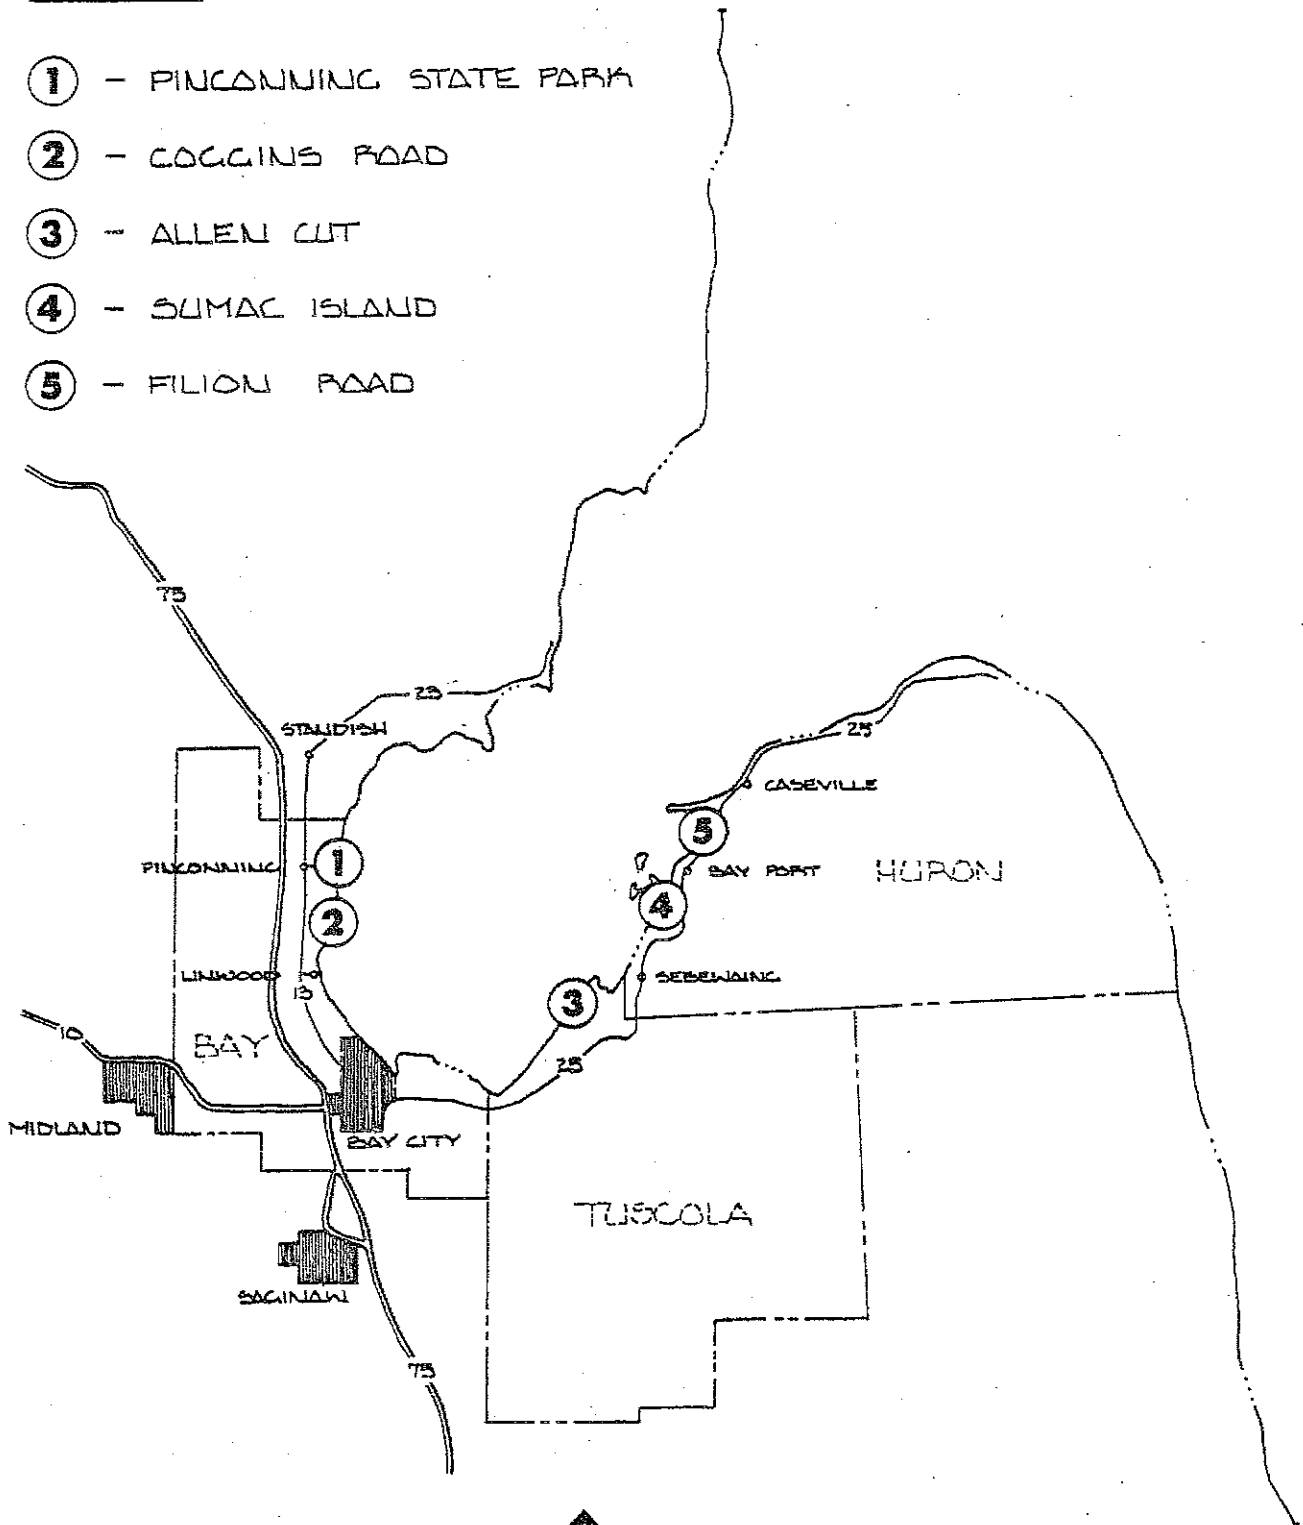 1 - PINCONNING STATE PARK
2 - COGGINS ROAD
3 - ALLEN CUT
4 - SUMAC ISLAND
5 - FILION ROAD
75
23
STANDISH
25
CASEVILLE
5
PINCONNING
1
BAY PORT
HURON
4
2
LINWOOD
13
SEBEWAING
3
10
BAY
25
MIDLAND
BAY CITY
TUSCOLA
SAGINAW
75